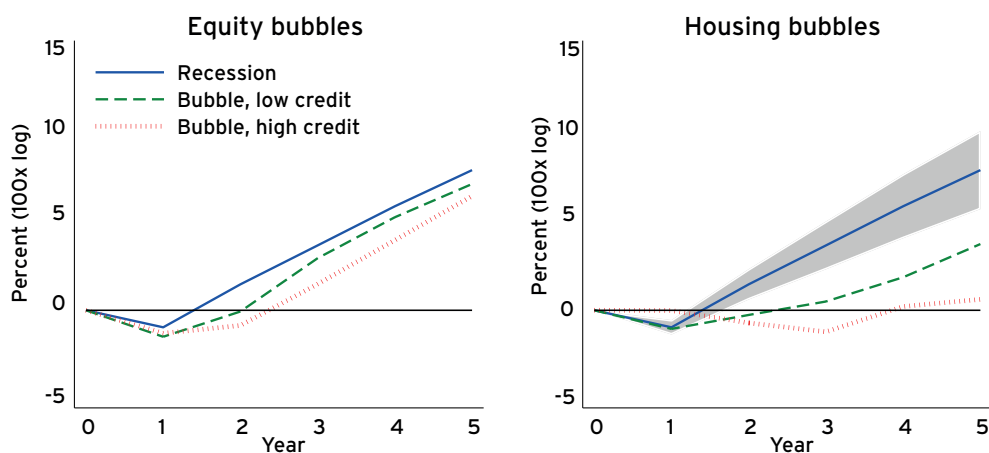 Equity bubbles
Percent (100x log)
15
10
5
0
-5
Recession
Bubble, low credit
Bubble, high credit
0 1 2 3 4 5
Year
Housing bubbles
Percent (100x log)
15
10
5
0
-5
0 1 2 3 4 5
Year